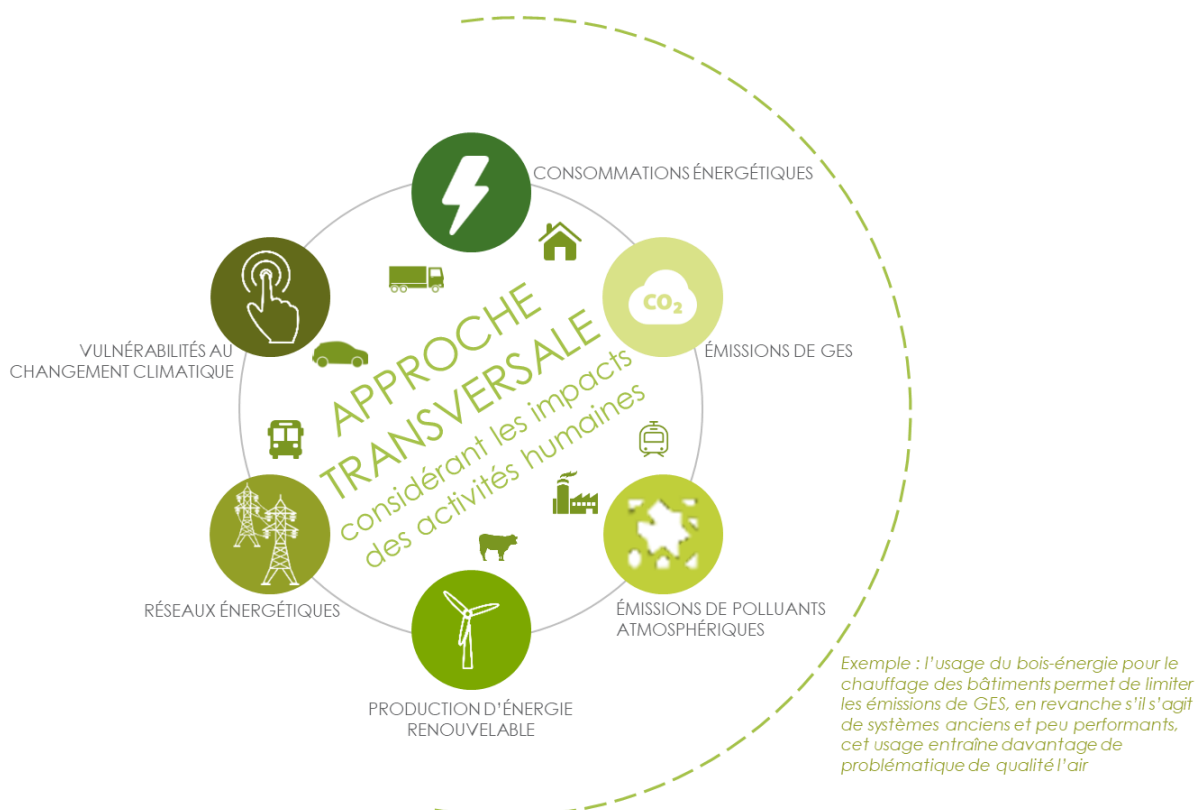 CONSOMMATIONS ÉNERGÉTIQUES
CO₂
ÉMISSIONS DE GES
VULNÉRABILITÉS AU
CHANGEMENT CLIMATIQUE
APPROCHE
TRANSVERSALE
considérant les impacts
des activités humaines
RÉSEAUX ÉNERGÉTIQUES
ÉMISSIONS DE POLLUANTS
ATMOSPHÉRIQUES
PRODUCTION D’ÉNERGIE
RENOUVELABLE
Exemple : l’usage du bois-énergie pour le
chauffage des bâtiments permet de limiter
les émissions de GES, en revanche s’il s’agit
de systèmes anciens et peu performants,
cet usage entraîne davantage de
problématique de qualité l’air